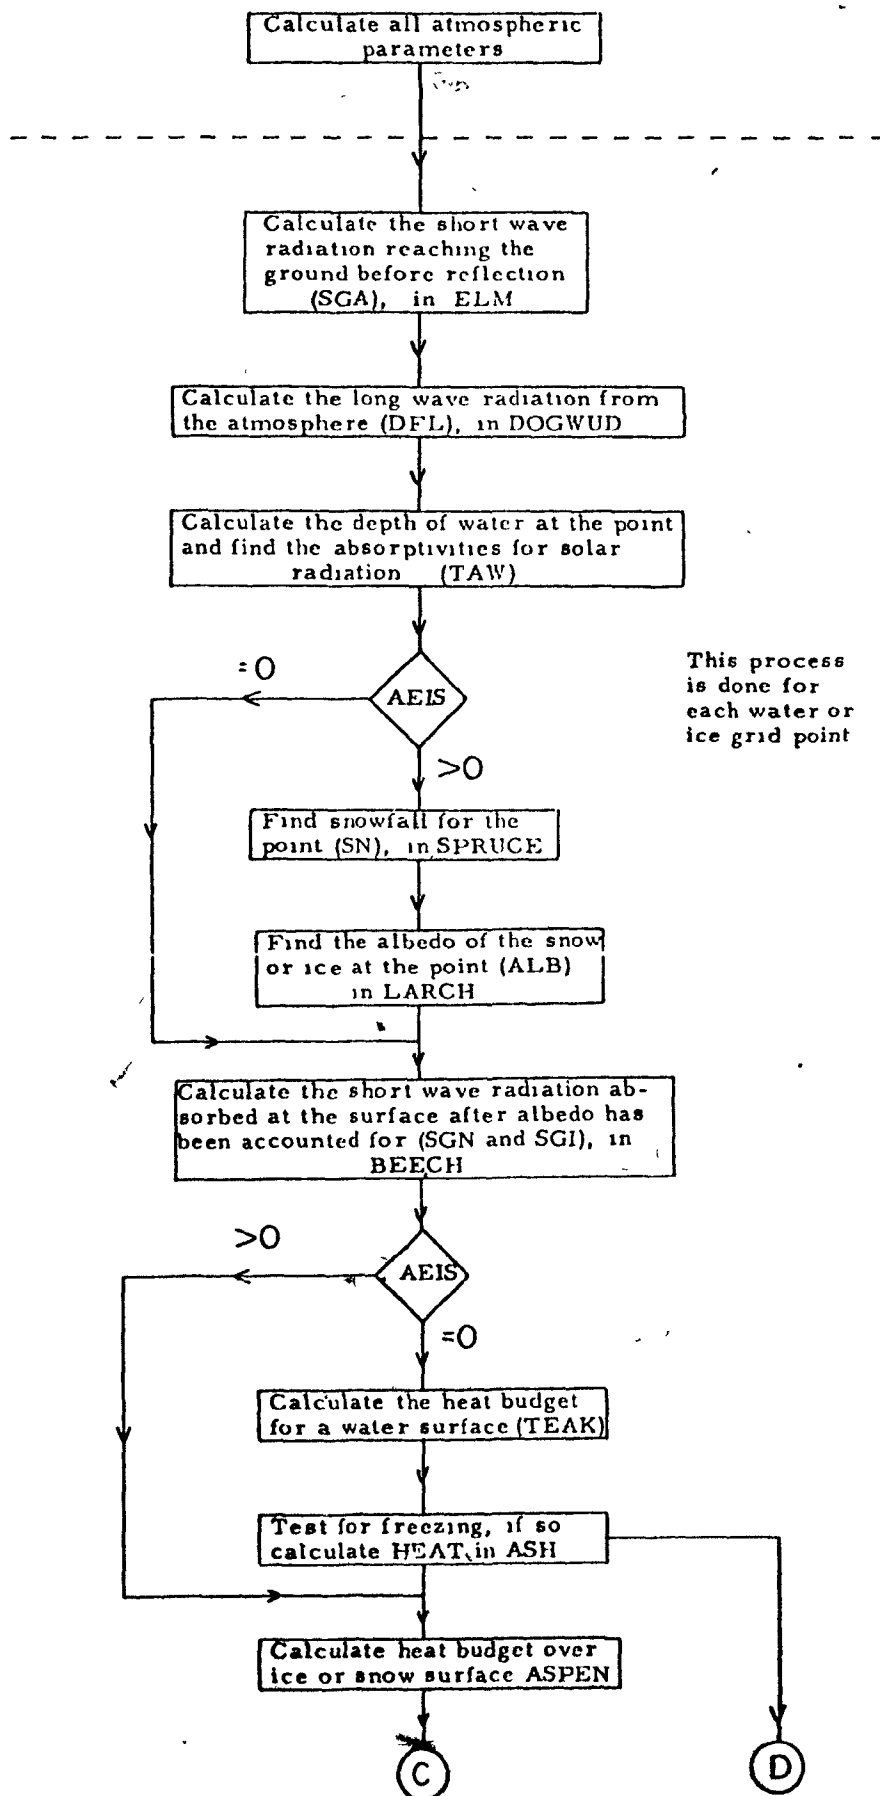 Calculate all atmospheric
parameters
Calculate the short wave
radiation reaching the
ground before reflection
(SGA), in ELM
Calculate the long wave radiation from
the atmosphere (DFL), in DOGWUD
Calculate the depth of water at the point
and find the absorptivities for solar
radiation (TAW)
=0
AEIS
This process
is done for
each water or
ice grid point
>0
Find snowfall for the
point (SN), in SPRUCE
Find the albedo of the snow
or ice at the point (ALB)
in LARCH
Calculate the short wave radiation ab-
sorbed at the surface after albedo has
been accounted for (SGN and SGI), in
BEECH
>0
AEIS
=0
Calculate the heat budget
for a water surface (TEAK)
Test for freezing, if so
calculate HEAT, in ASH
Calculate heat budget over
ice or snow surface ASPEN
C
D